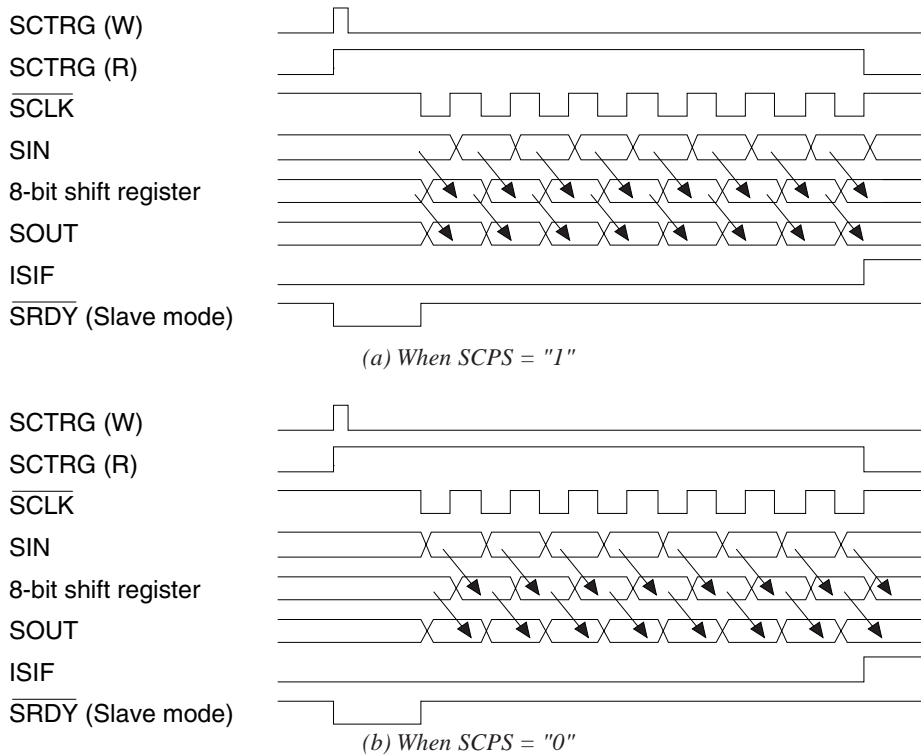 SCTRG (W)
SCTRG (R)
SCLK
SIN
8-bit shift register
SOUT
ISIF
SRDY (Slave mode)
(a) When SCPS = "1"
SCTRG (W)
SCTRG (R)
SCLK
SIN
8-bit shift register
SOUT
ISIF
SRDY (Slave mode)
(b) When SCPS = "0"